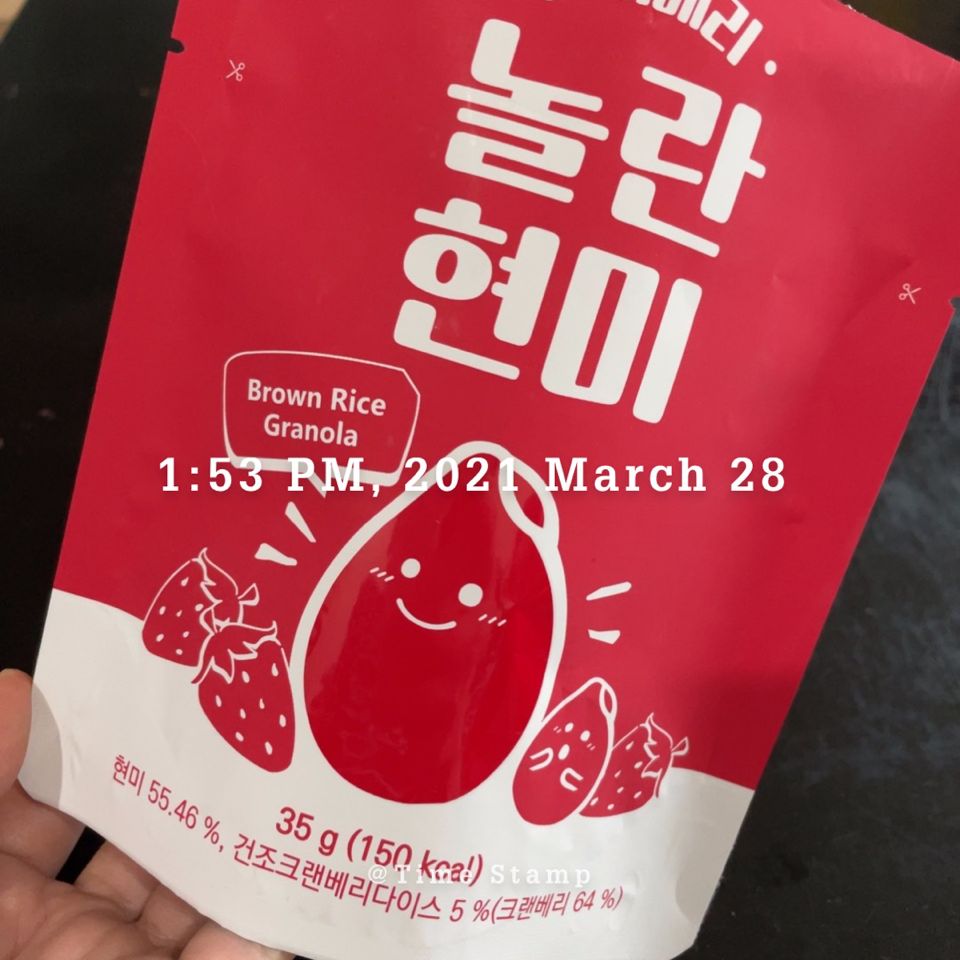 놀란
현미
Brown Rice
Granola
1:53 PM, 2021 March 28
35 g (150 kcal)
현미 55.46 %, 건조크랜베리다이스 5 %(크랜베리 64 %)
@Time Stamp